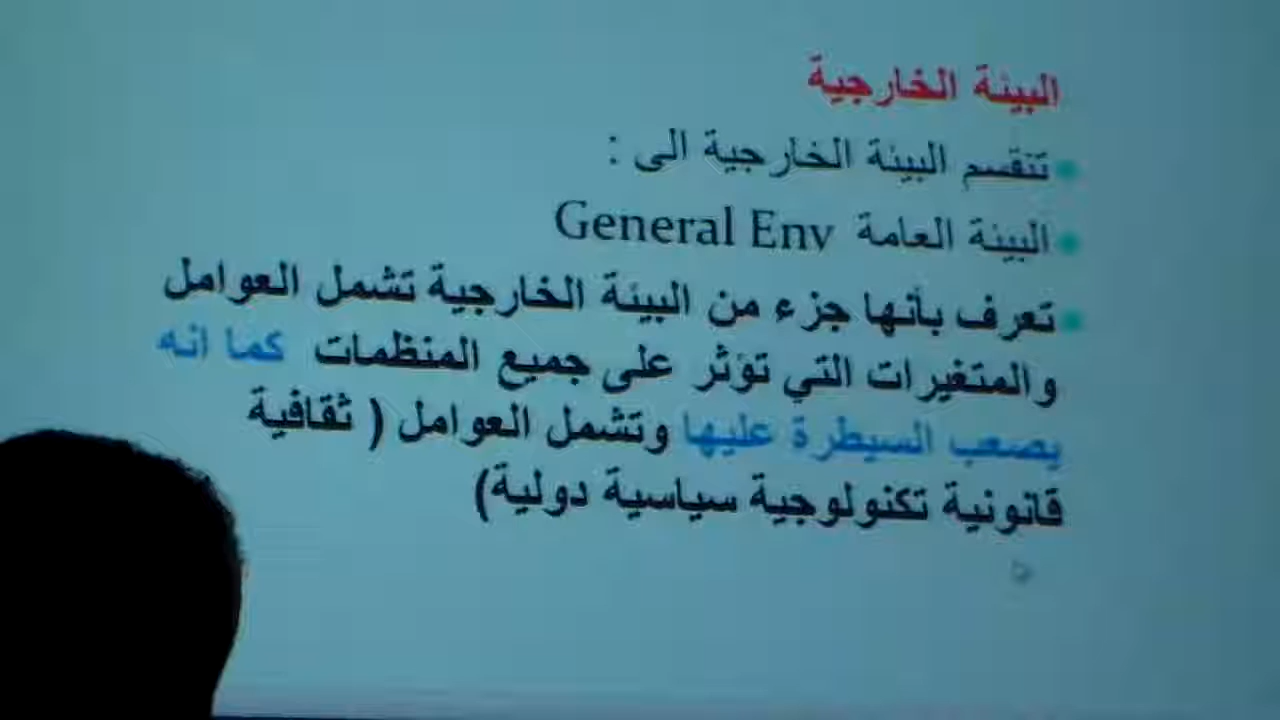 البيئة الخارجية
تنقسم البيئة الخارجية الى :
البيئة العامة General Env
تعرف بأنها جزء من البيئة الخارجية تشمل العوامل
والمتغيرات التي تؤثر على جميع المنظمات كما انه
يصعب السيطرة عليها وتشمل العوامل ( ثقافية
قانونية تكنولوجية سياسية دولية)